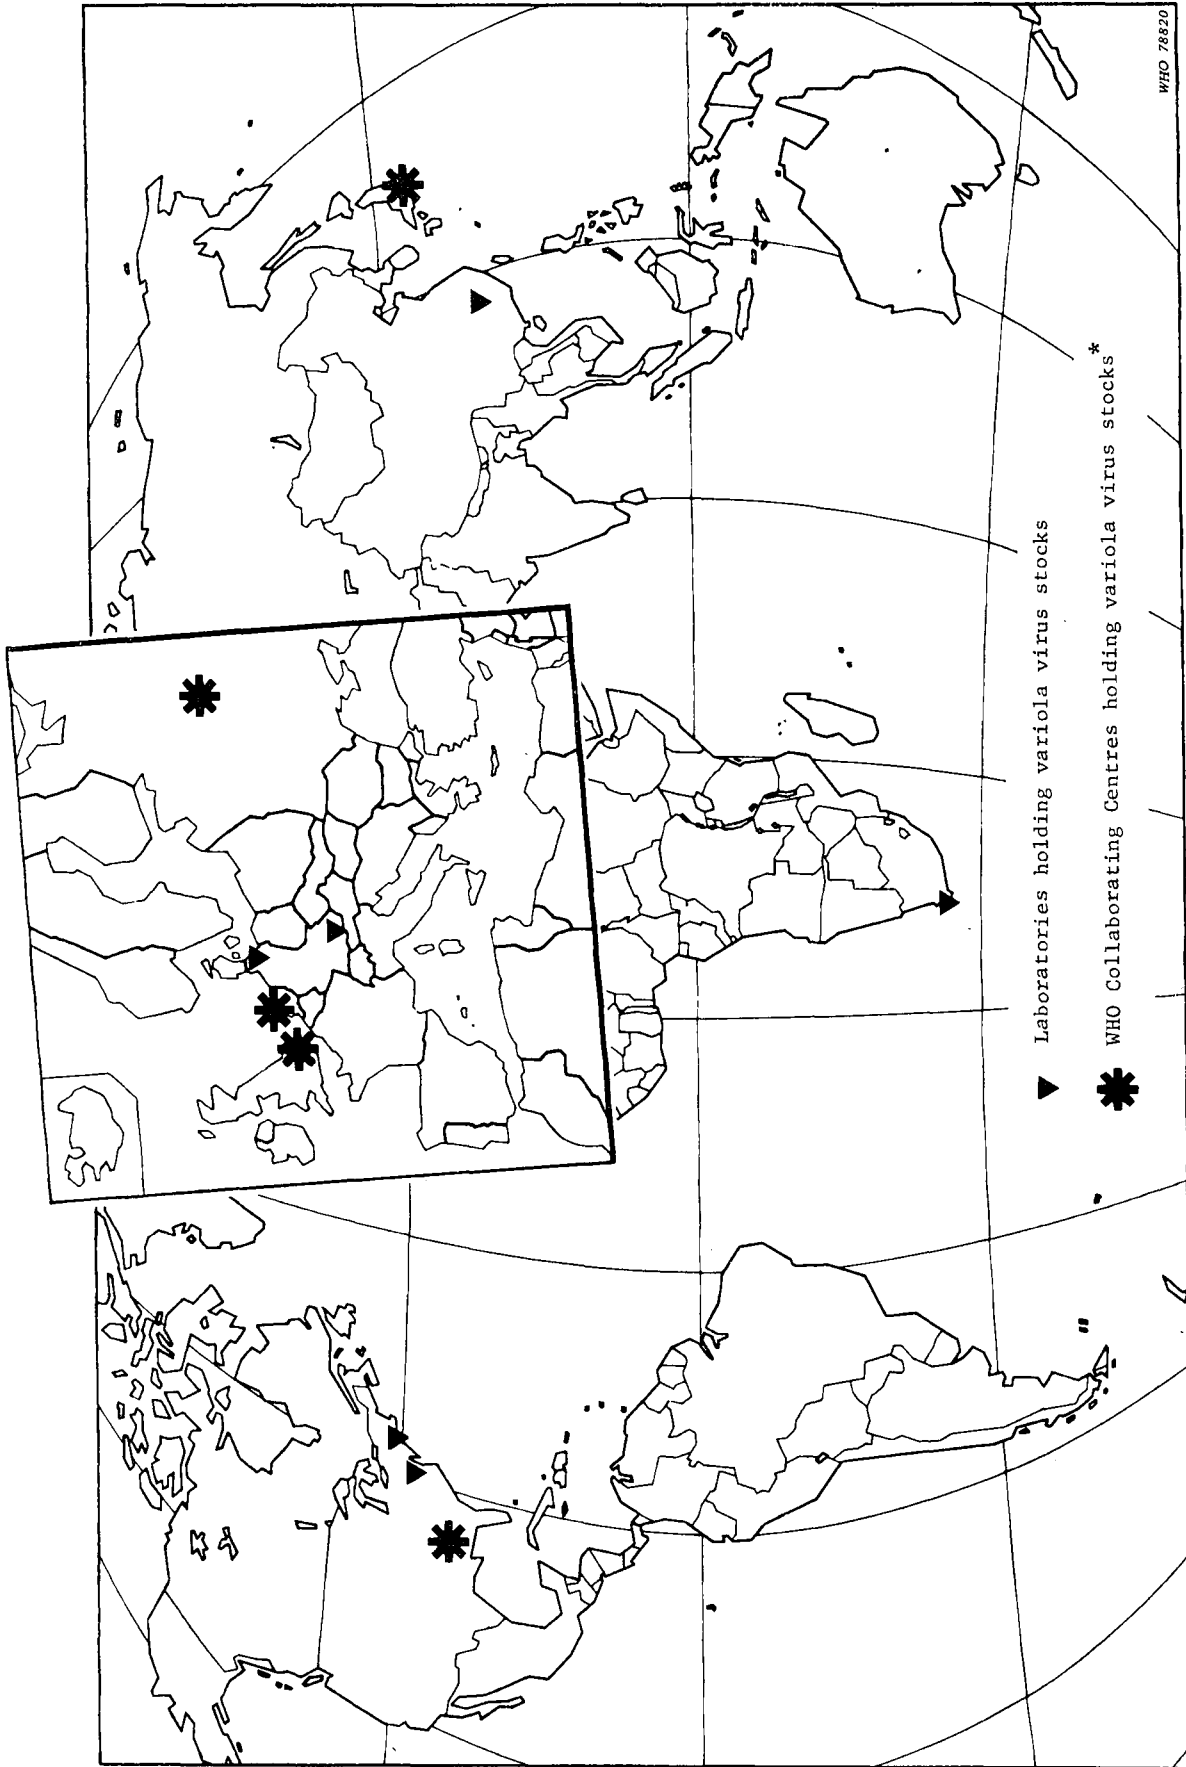 Laboratories holding variola virus stocks
WHO Collaborating Centres holding variola virus stocks*
WHO 78820